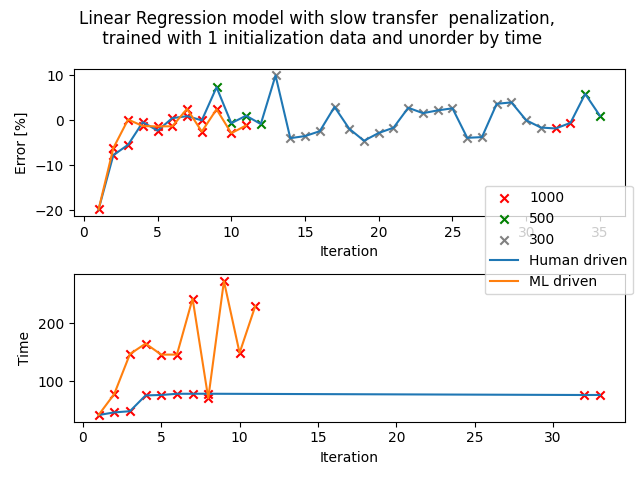 Linear Regression model with slow transfer  penalization,
trained with 1 initialization data and unorder by time
10
0
−10
−20
Error [%]
0 5 10 15 20 25 30 35
Iteration
1000
500
300
Human driven
ML driven
200
100
Time
0 5 10 15 20 25 30
Iteration